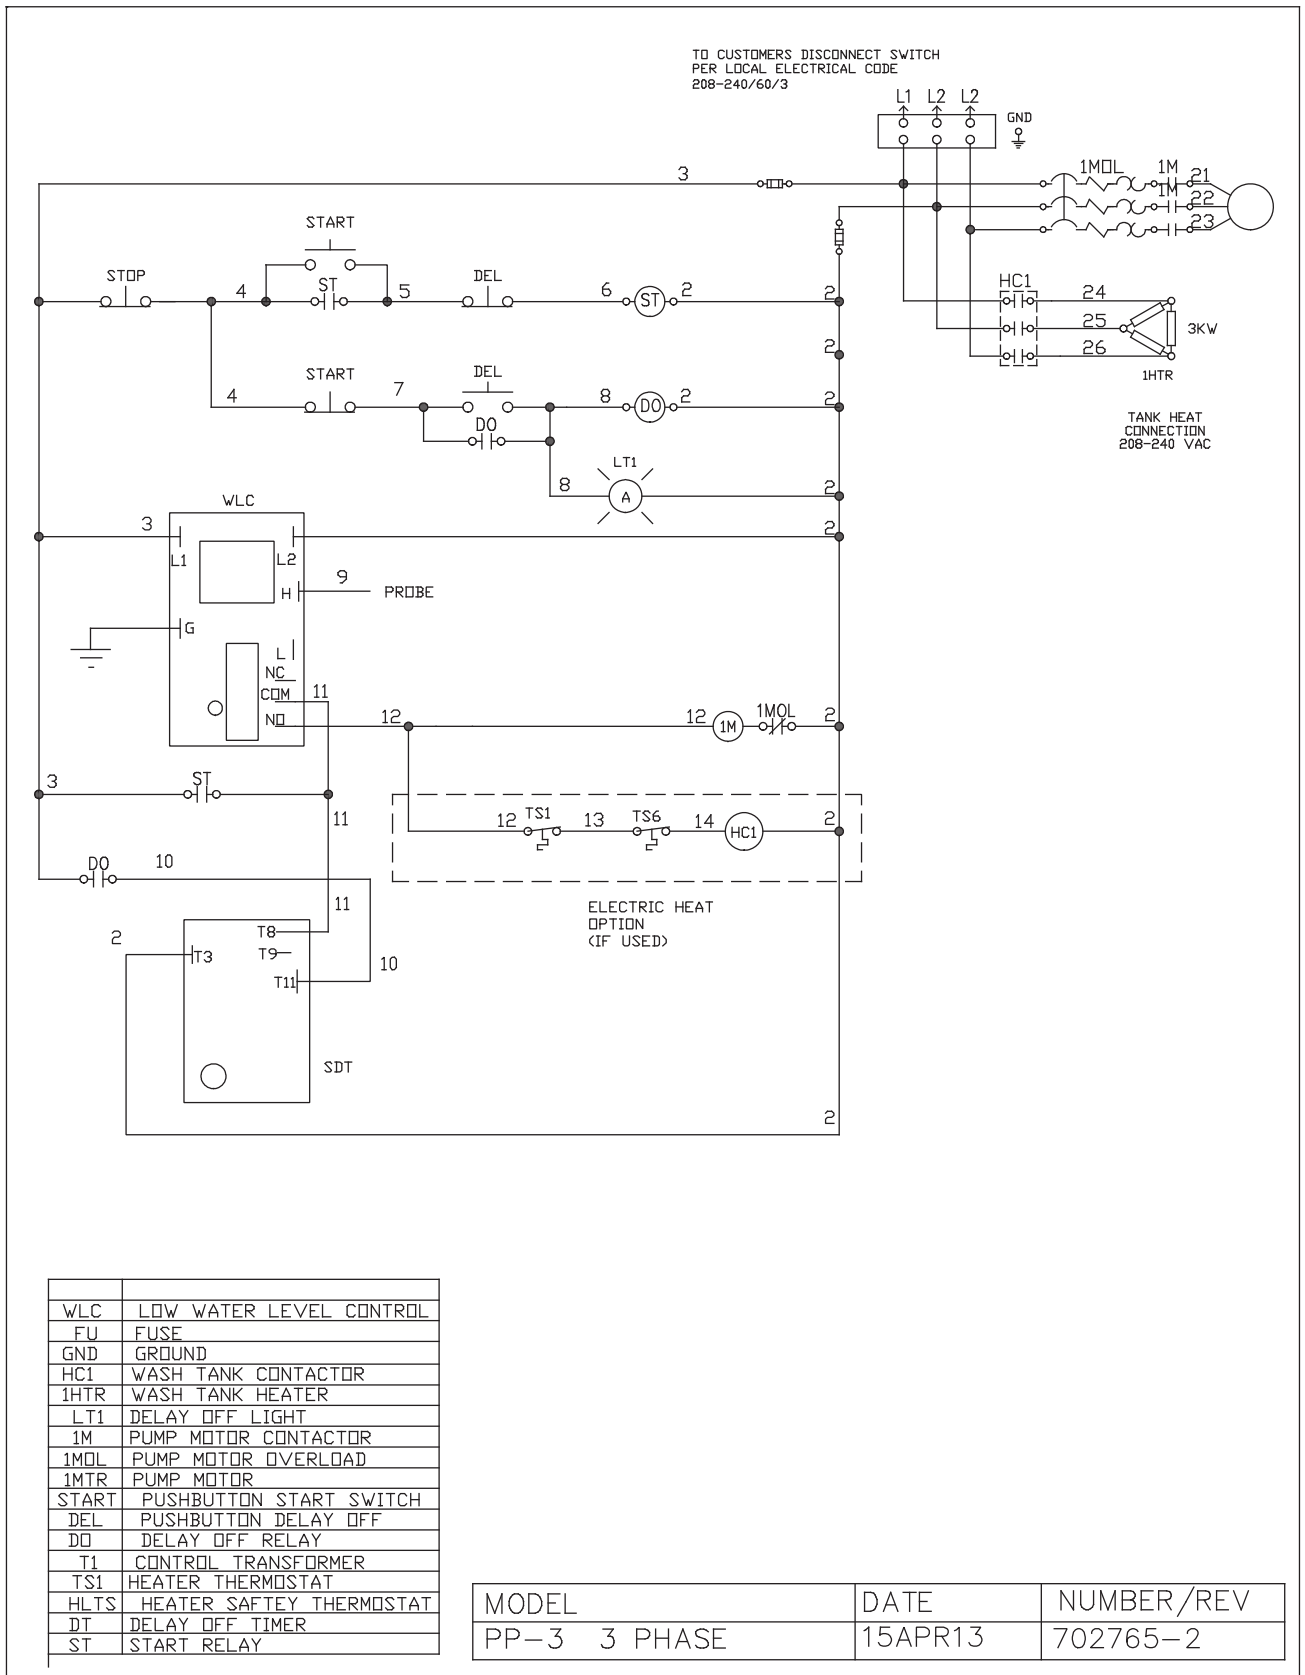 TO CUSTOMERS DISCONNECT SWITCH
PER LOCAL ELECTRICAL CODE
208-240/60/3
L1 L2 L2
GND
3
1MOL 1M 21
1M 22
23
START
STOP 4 ST 5 DEL 6 ST 2 2
HC1 24
25 3KW
26
1HTR
2
TANK HEAT
CONNECTION
208-240 VAC
START DEL
4 7 8 DO 2 2
DO
LT1
8 A 2
WLC
3 2
L1 L2
9
H PROBE
G
L
NC
COM 11
NO 12 12 1M 1MOL 2
3 ST
11
12 TS1 13 TS6 14 HC1 2
DO 10
ELECTRIC HEAT
OPTION
(IF USED)
11
2 T8
T3 T9
10
T11
SDT
2
WLC LOW WATER LEVEL CONTROL
FU FUSE
GND GROUND
HC1 WASH TANK CONTACTOR
1HTR WASH TANK HEATER
LT1 DELAY OFF LIGHT
1M PUMP MOTOR CONTACTOR
1MOL PUMP MOTOR OVERLOAD
1MTR PUMP MOTOR
START PUSHBUTTON START SWITCH
DEL PUSHBUTTON DELAY OFF
DO DELAY OFF RELAY
T1 CONTROL TRANSFORMER
TS1 HEATER THERMOSTAT
HLTS HEATER SAFTEY THERMOSTAT
DT DELAY OFF TIMER
ST START RELAY
MODEL DATE NUMBER/REV
PP-3 3 PHASE 15APR13 702765-2